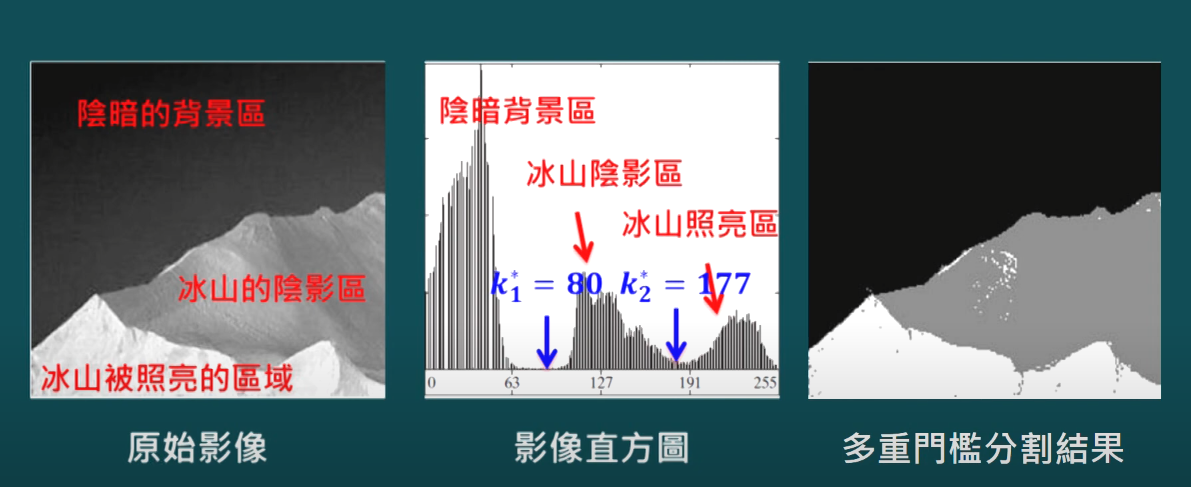 陰暗的背景區
冰山的陰影區
冰山被照亮的區域
原始影像
陰暗背景區
冰山陰影區
冰山照亮區
k₁* = 80 k₂* = 177
0 63 127 191 255
影像直方圖
多重門檻分割結果